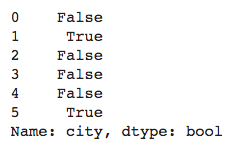 0    False
1     True
2    False
3    False
4    False
5     True
Name: city, dtype: bool